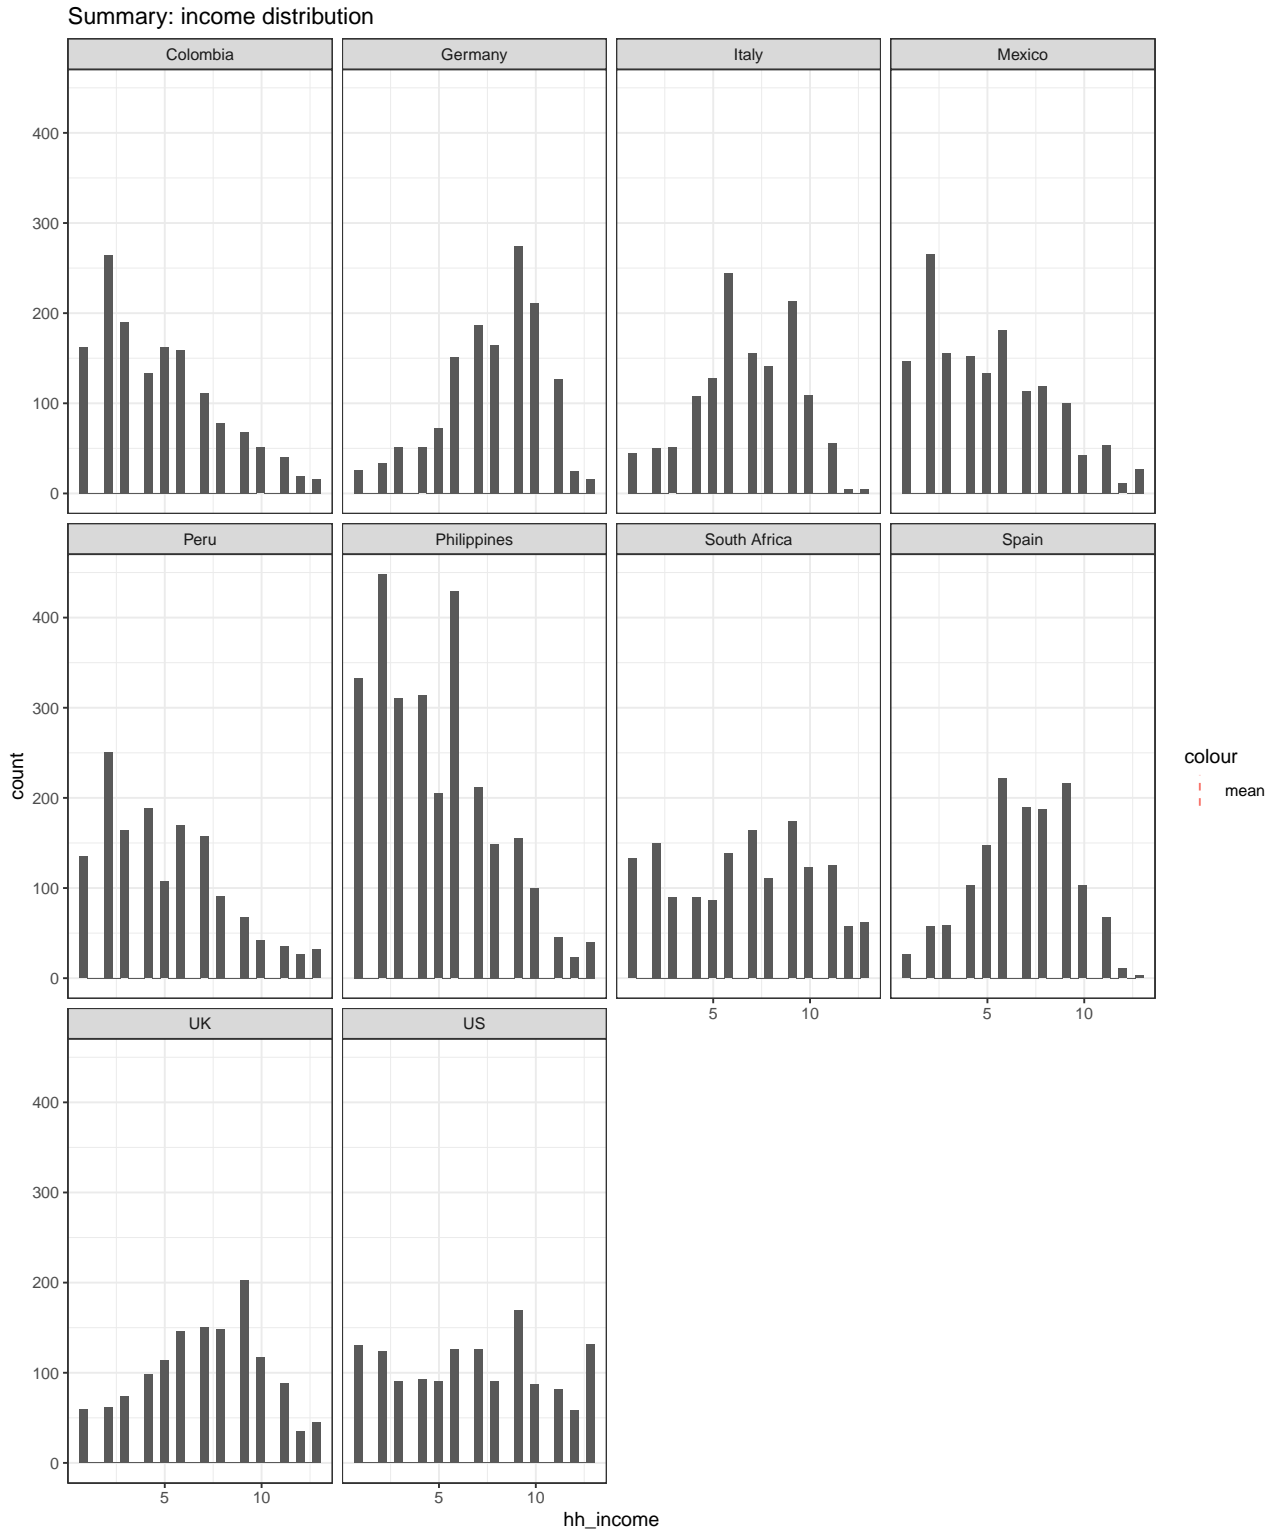 Summary: income distribution
Colombia Germany Italy Mexico
400
300
200
100
0
Peru Philippines South Africa Spain
400
300
200
100
0
5 10 5 10
UK US
400
300
200
100
0
5 10 5 10
hh_income
count
colour
mean